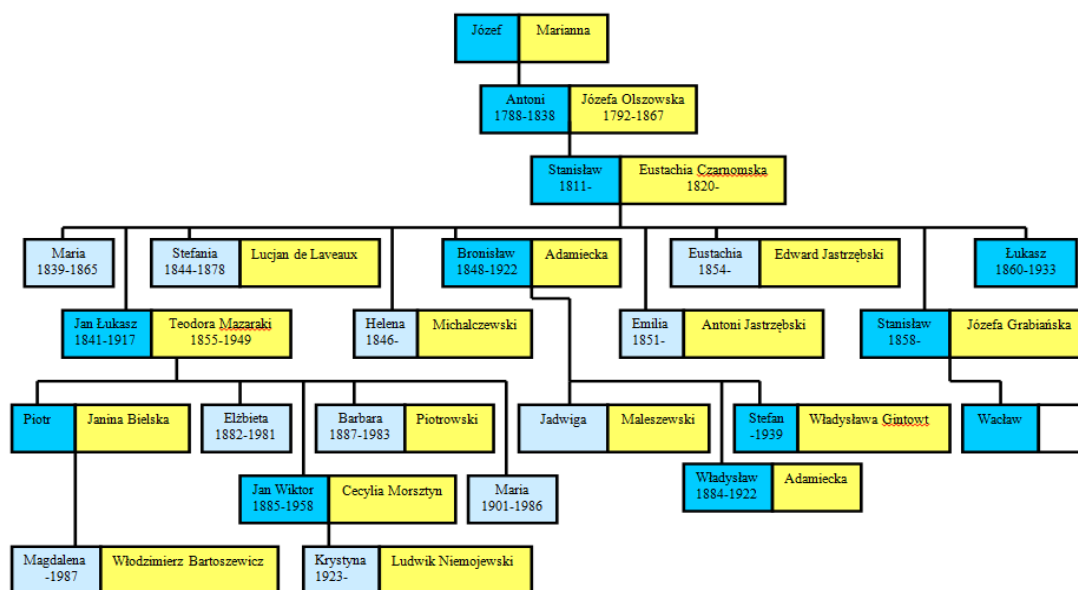 Józef
Marianna
Antoni
1788-1838
Józefa Olszowska
1792-1867
Stanisław
1811-
Eustachia Czarnomska
1820-
Maria
1839-1865
Stefania
1844-1878
Lucjan de Laveaux
Bronisław
1848-1922
Adamiecka
Eustachia
1854-
Edward Jastrzębski
Łukasz
1860-1933
Jan Łukasz
1841-1917
Teodora Mazaraki
1855-1949
Helena
1846-
Michalczewski
Emilia
1851-
Antoni Jastrzębski
Stanisław
1858-
Józefa Grabiańska
Piotr
Janina Bielska
Elżbieta
1882-1981
Barbara
1887-1983
Piotrowski
Jadwiga
Maleszewski
Stefan
-1939
Władysława Gintowt
Wacław
Jan Wiktor
1885-1958
Cecylia Morsztyn
Maria
1901-1986
Władysław
1884-1922
Adamiecka
Magdalena
-1987
Włodzimierz Bartoszewicz
Krystyna
1923-
Ludwik Niemojewski